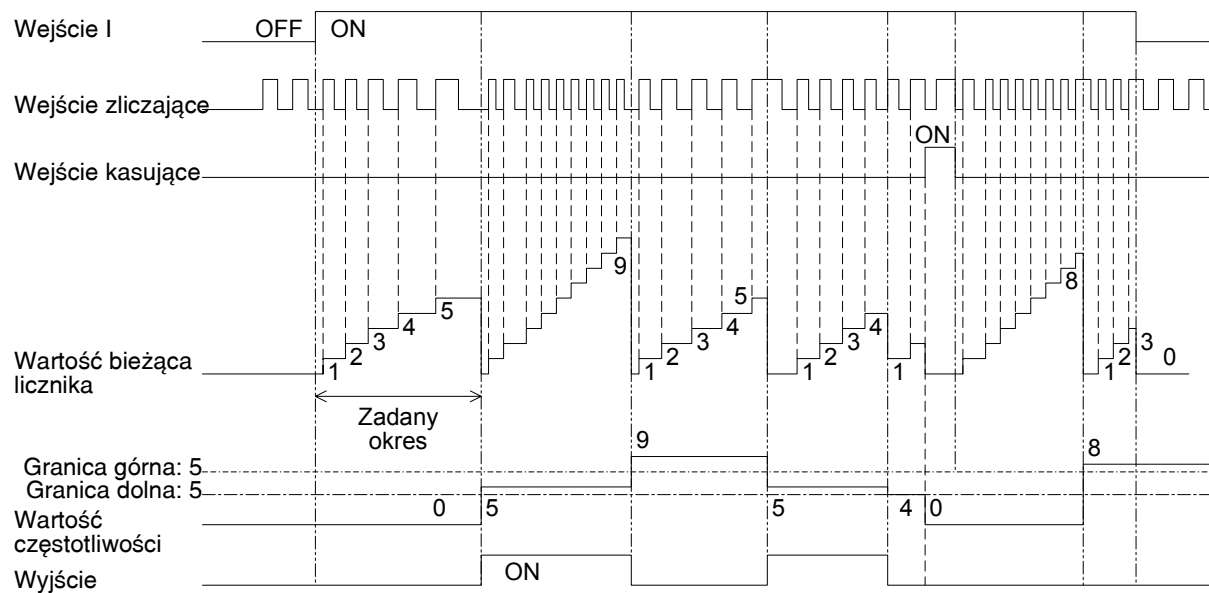 Wejście I
OFF
ON
Wejście zliczające
ON
Wejście kasujące
Wartość bieżąca
licznika
1
2
3
4
5
9
1
2
3
4
5
1
2
3
4
1
8
1
2
3
0
Zadany
okres
Granica górna: 5
Granica dolna: 5
Wartość
częstotliwości
0
5
9
5
4
0
8
Wyjście
ON